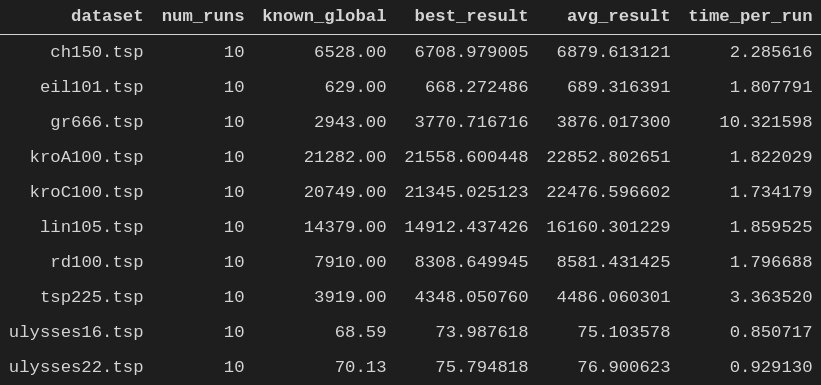 dataset num_runs known_global best_result avg_result time_per_run
ch150.tsp 10 6528.00 6708.979005 6879.613121 2.285616
eil101.tsp 10 629.00 668.272486 689.316391 1.807791
gr666.tsp 10 2943.00 3770.716716 3876.017300 10.321598
kroA100.tsp 10 21282.00 21558.600448 22852.802651 1.822029
kroC100.tsp 10 20749.00 21345.025123 22476.596602 1.734179
lin105.tsp 10 14379.00 14912.437426 16160.301229 1.859525
rd100.tsp 10 7910.00 8308.649945 8581.431425 1.796688
tsp225.tsp 10 3919.00 4348.050760 4486.060301 3.363520
ulysses16.tsp 10 68.59 73.987618 75.103578 0.850717
ulysses22.tsp 10 70.13 75.794818 76.900623 0.929130